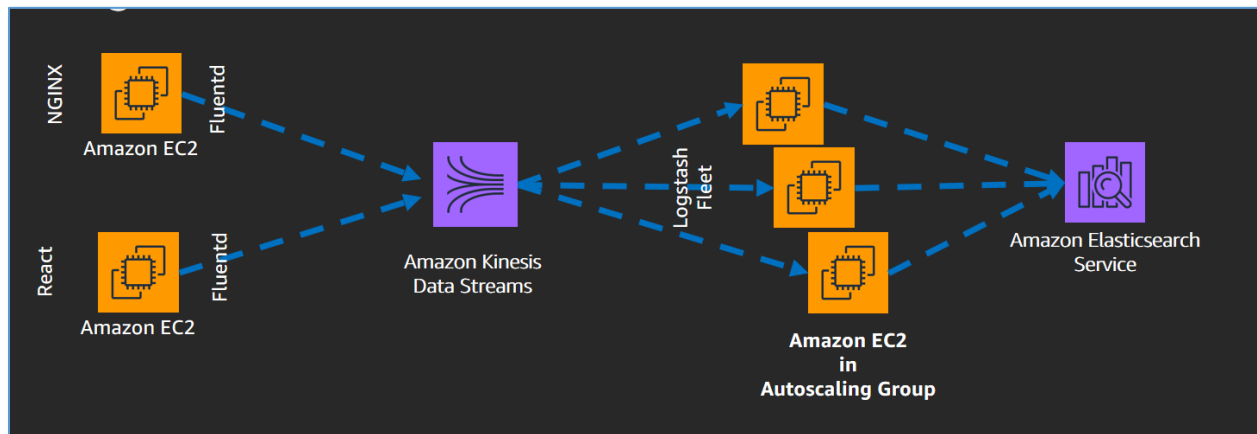 NGINX
Fluentd
Amazon EC2
React
Fluentd
Amazon EC2
Amazon Kinesis
Data Streams
Logstash
Fleet
Amazon EC2
in
Autoscaling Group
Amazon Elasticsearch
Service